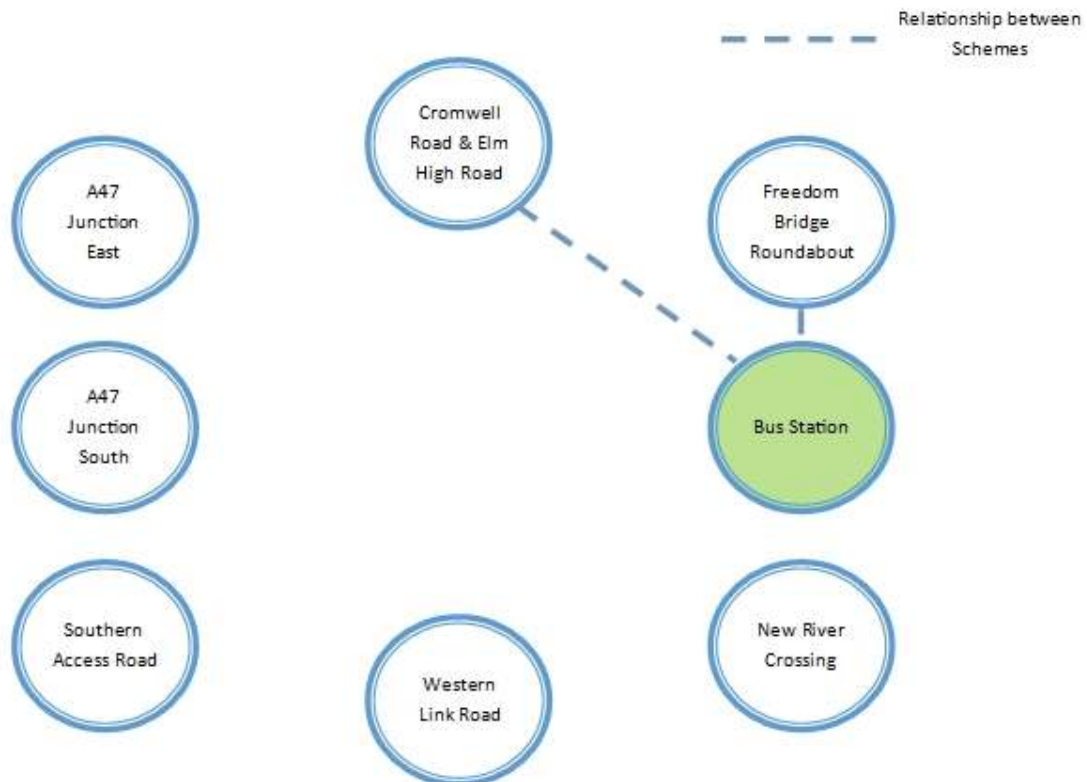 Relationship between
Schemes
Cromwell
Road & Elm
High Road
A47
Junction
East
Freedom
Bridge
Roundabout
A47
Junction
South
Bus Station
Southern
Access Road
Western
Link Road
New River
Crossing